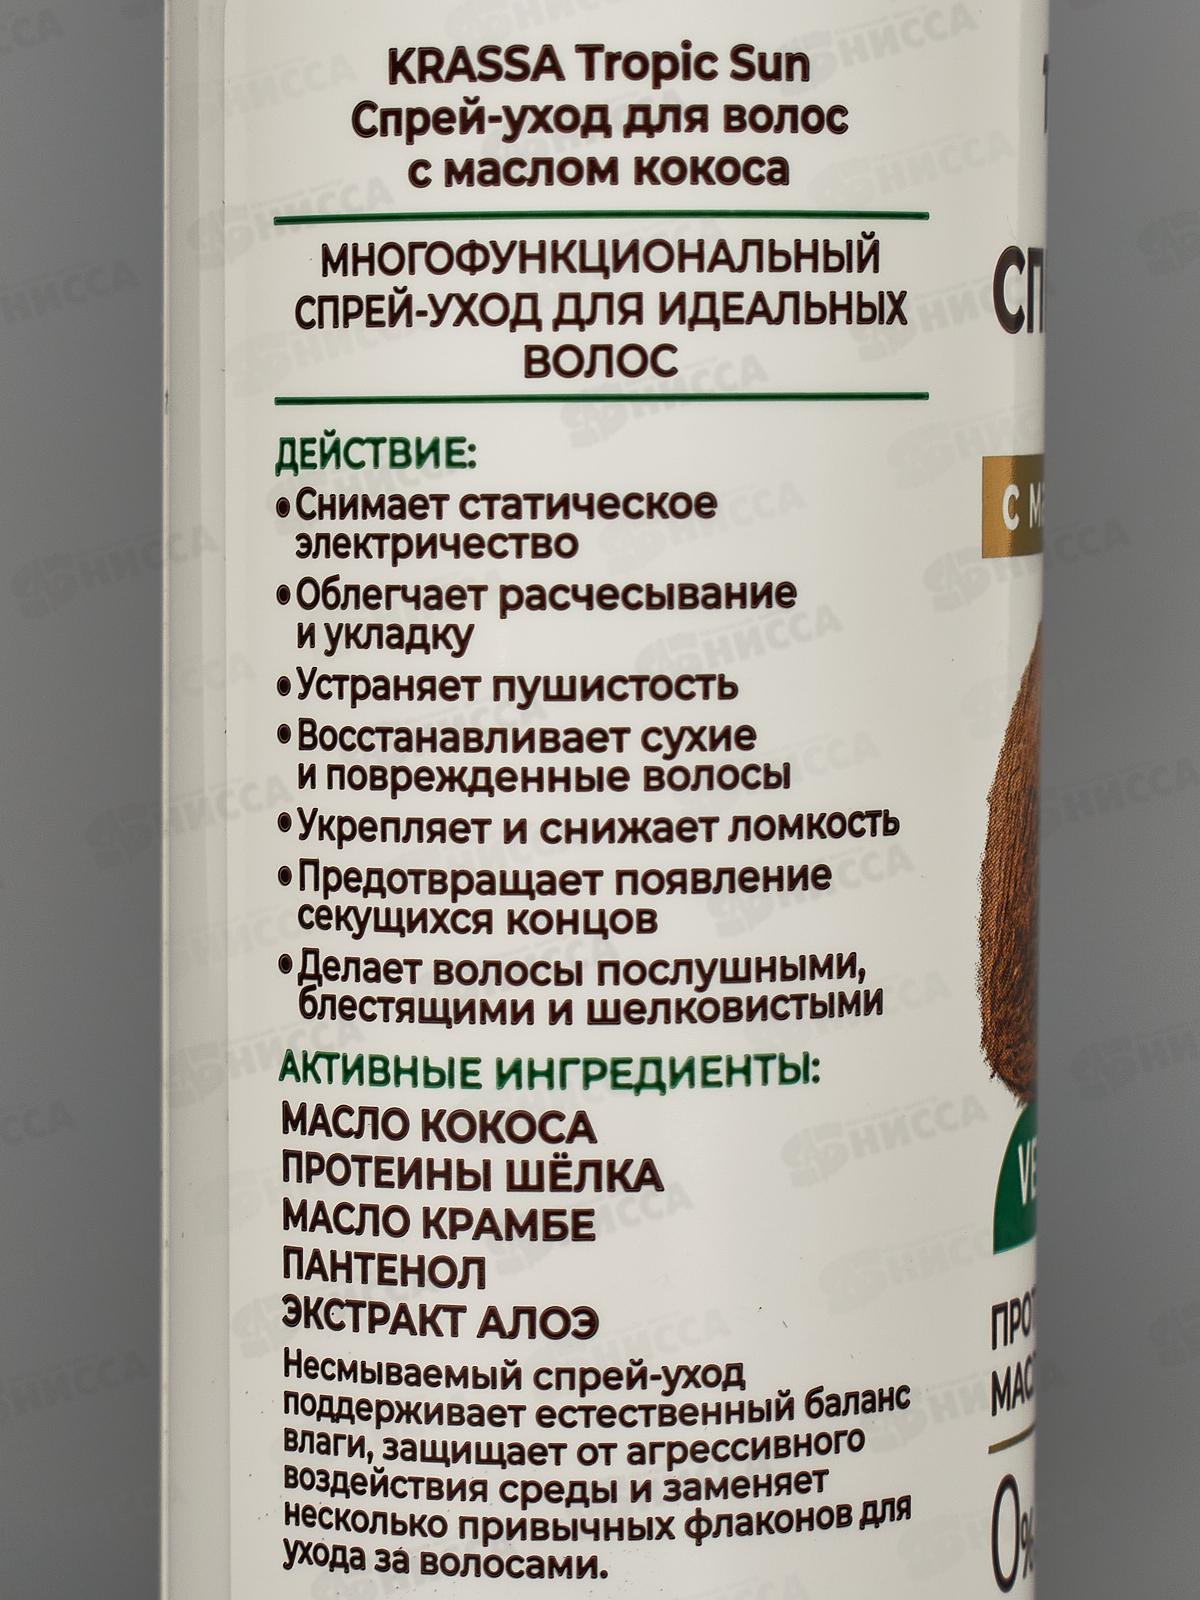 KRASSA Tropic Sun
Спрей-уход для волос
с маслом кокоса
МНОГОФУНКЦИОНАЛЬНЫЙ
СПРЕЙ-УХОД ДЛЯ ИДЕАЛЬНЫХ
ВОЛОС
ДЕЙСТВИЕ:
•Снимает статическое
электричество
•Облегчает расчесывание
и укладку
•Устраняет пушистость
•Восстанавливает сухие
и поврежденные волосы
•Укрепляет и снижает ломкость
•Предотвращает появление
секущихся концов
•Делает волосы послушными,
блестящими и шелковистыми
АКТИВНЫЕ ИНГРЕДИЕНТЫ:
МАСЛО КОКОСА
ПРОТЕИНЫ ШЁЛКА
МАСЛО КРАМБЕ
ПАНТЕНОЛ
ЭКСТРАКТ АЛОЭ
Несмываемый спрей-уход
поддерживает естественный баланс
влаги, защищает от агрессивного
воздействия среды и заменяет
несколько привычных флаконов для
ухода за волосами.